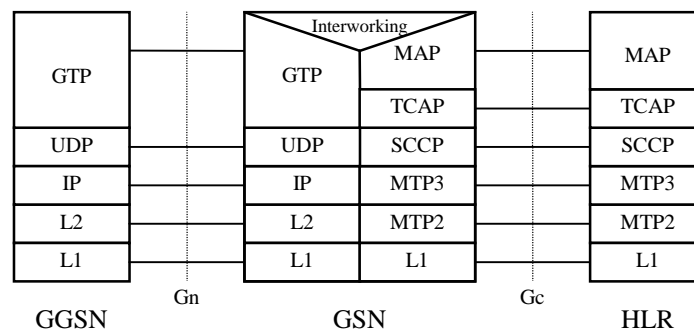 Interworking
GTP GTP MAP MAP
TCAP TCAP
UDP UDP SCCP SCCP
IP IP MTP3 MTP3
L2 L2 MTP2 MTP2
L1 L1 L1 L1
Gn Gc
GGSN GSN HLR